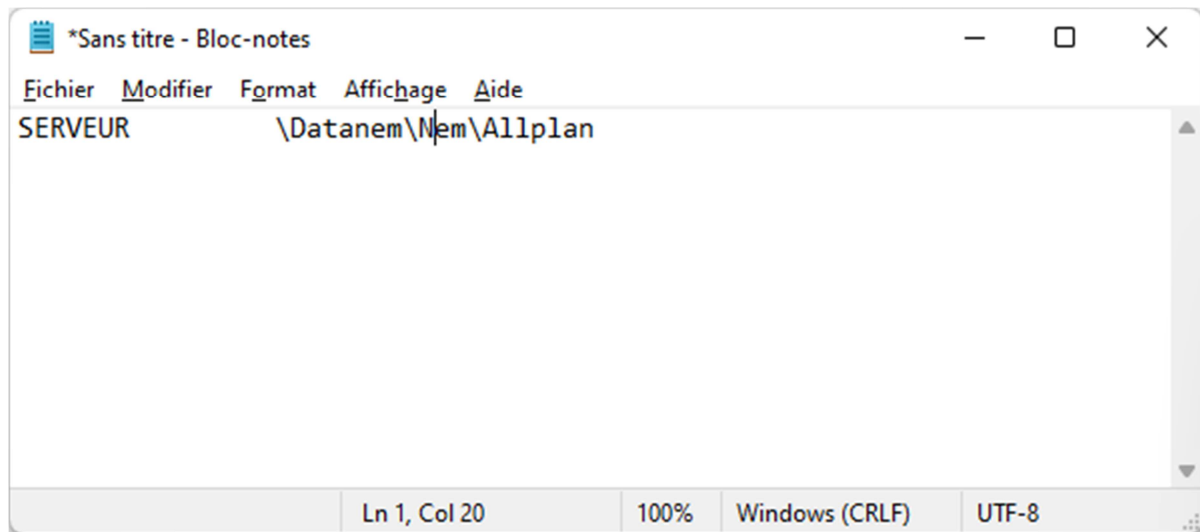 *Sans titre - Bloc-notes
Fichier Modifier Format Affichage Aide
SERVEUR \Datanem\Nem\Allplan
Ln 1, Col 20 100% Windows (CRLF) UTF-8